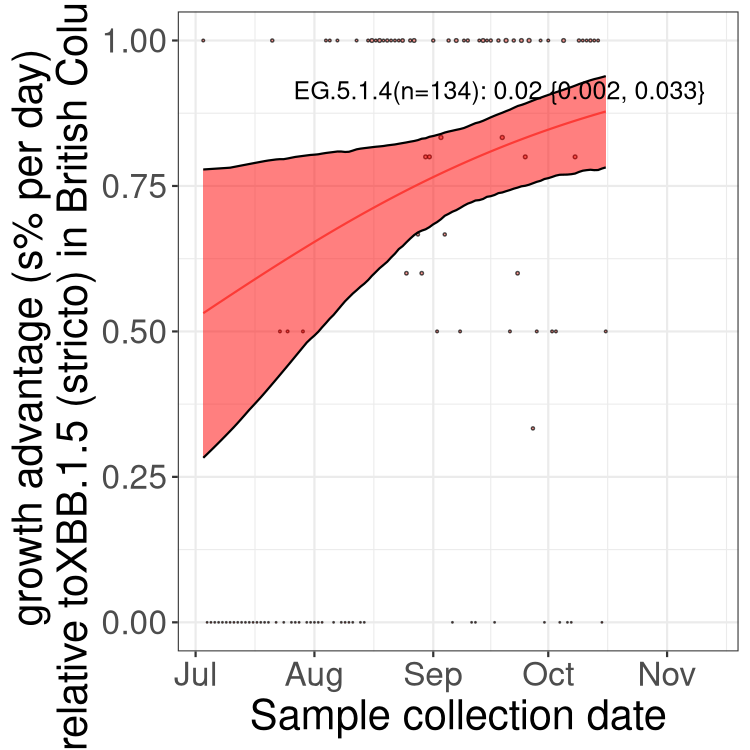 growth advantage (s% per day)
relative toXBB.1.5 (stricto) in British Colu
1.00
0.75
0.50
0.25
0.00
EG.5.1.4(n=134): 0.02 {0.002, 0.033}
Jul Aug Sep Oct Nov
Sample collection date